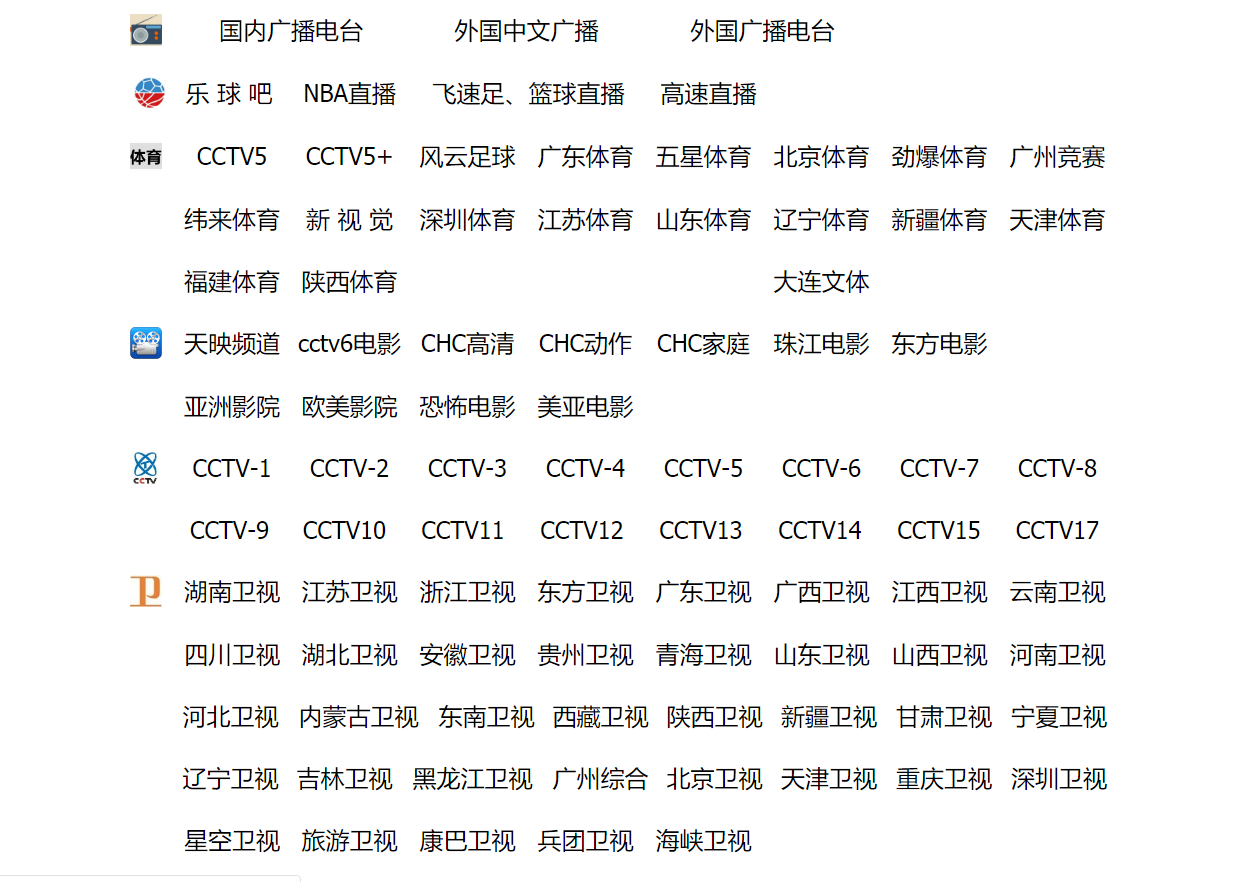 国内广播电台 外国中文广播 外国广播电台
乐 球 吧 NBA直播 飞速足、篮球直播 高速直播
体育 CCTV5 CCTV5+ 风云足球 广东体育 五星体育 北京体育 劲爆体育 广州竞赛
纬来体育 新 视 觉 深圳体育 江苏体育 山东体育 辽宁体育 新疆体育 天津体育
福建体育 陕西体育 大连文体
天映频道 cctv6电影 CHC高清 CHC动作 CHC家庭 珠江电影 东方电影
亚洲影院 欧美影院 恐怖电影 美亚电影
CCTV CCTV-1 CCTV-2 CCTV-3 CCTV-4 CCTV-5 CCTV-6 CCTV-7 CCTV-8
CCTV-9 CCTV10 CCTV11 CCTV12 CCTV13 CCTV14 CCTV15 CCTV17
卫 湖南卫视 江苏卫视 浙江卫视 东方卫视 广东卫视 广西卫视 江西卫视 云南卫视
四川卫视 湖北卫视 安徽卫视 贵州卫视 青海卫视 山东卫视 山西卫视 河南卫视
河北卫视 内蒙古卫视 东南卫视 西藏卫视 陕西卫视 新疆卫视 甘肃卫视 宁夏卫视
辽宁卫视 吉林卫视 黑龙江卫视 广州综合 北京卫视 天津卫视 重庆卫视 深圳卫视
星空卫视 旅游卫视 康巴卫视 兵团卫视 海峡卫视